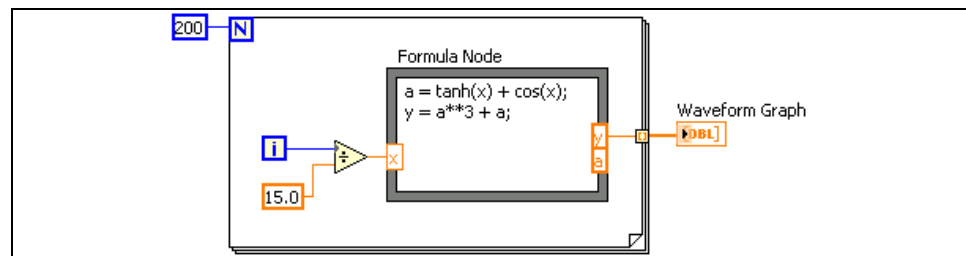 200
N
Formula Node
a = tanh(x) + cos(x);
y = a**3 + a;
Waveform Graph
DBL]
i
÷
x
y
a
15.0